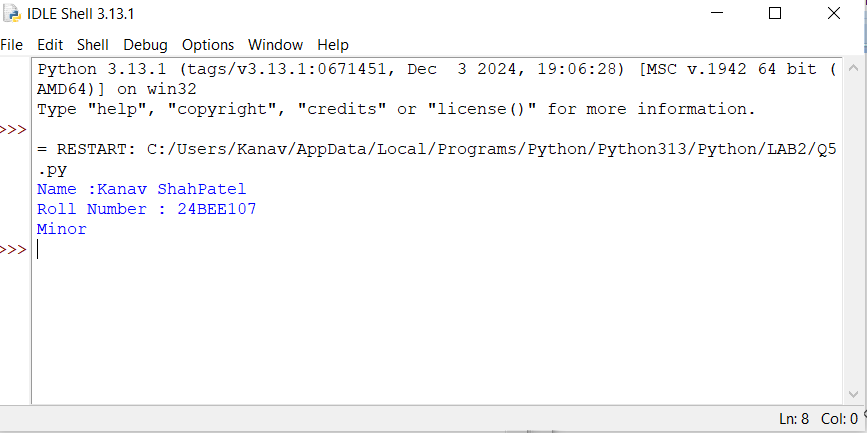 IDLE Shell 3.13.1
File Edit Shell Debug Options Window Help
Python 3.13.1 (tags/v3.13.1:0671451, Dec  3 2024, 19:06:28) [MSC v.1942 64 bit (
AMD64)] on win32
Type "help", "copyright", "credits" or "license()" for more information.
>>>
= RESTART: C:/Users/Kanav/AppData/Local/Programs/Python/Python313/Python/LAB2/Q5
.py
Name :Kanav ShahPatel
Roll Number : 24BEE107
Minor
>>>
Ln: 8 Col: 0